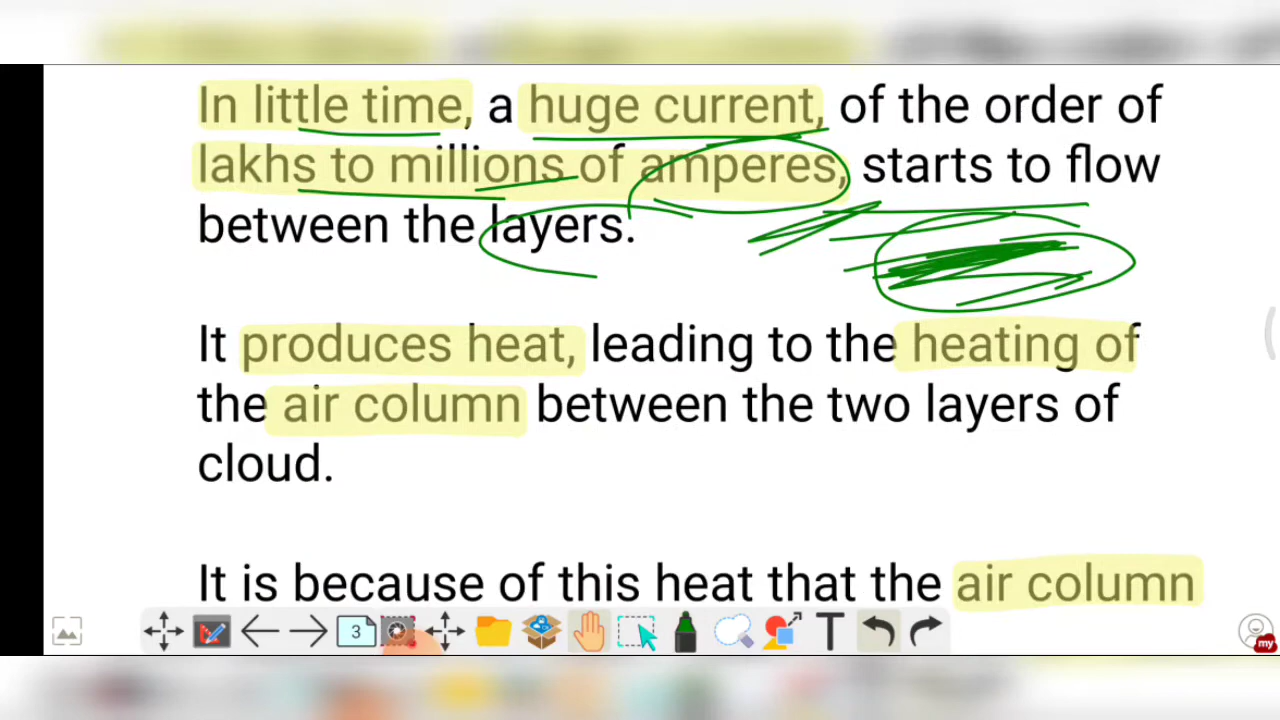 In little time, a huge current, of the order of
lakhs to millions of amperes, starts to flow
between the layers.
It produces heat, leading to the heating of
the air column between the two layers of
cloud.
It is because of this heat that the air column
3
T
my